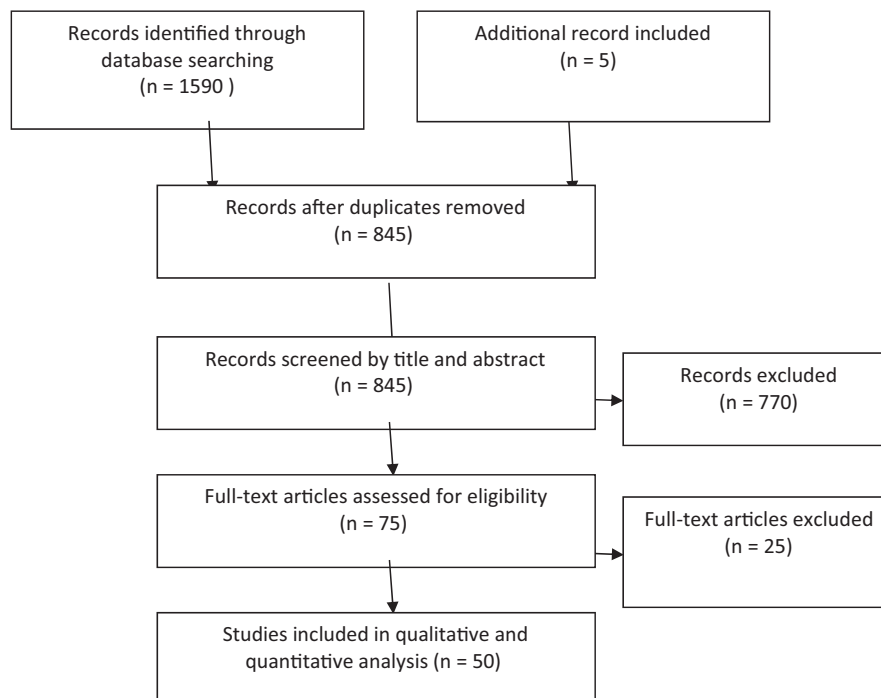 Records identified through
database searching
(n = 1590 )
Additional record included
(n = 5)
Records after duplicates removed
(n = 845)
Records screened by title and abstract
(n = 845)
Records excluded
(n = 770)
Full-text articles assessed for eligibility
(n = 75)
Full-text articles excluded
(n = 25)
Studies included in qualitative and
quantitative analysis (n = 50)